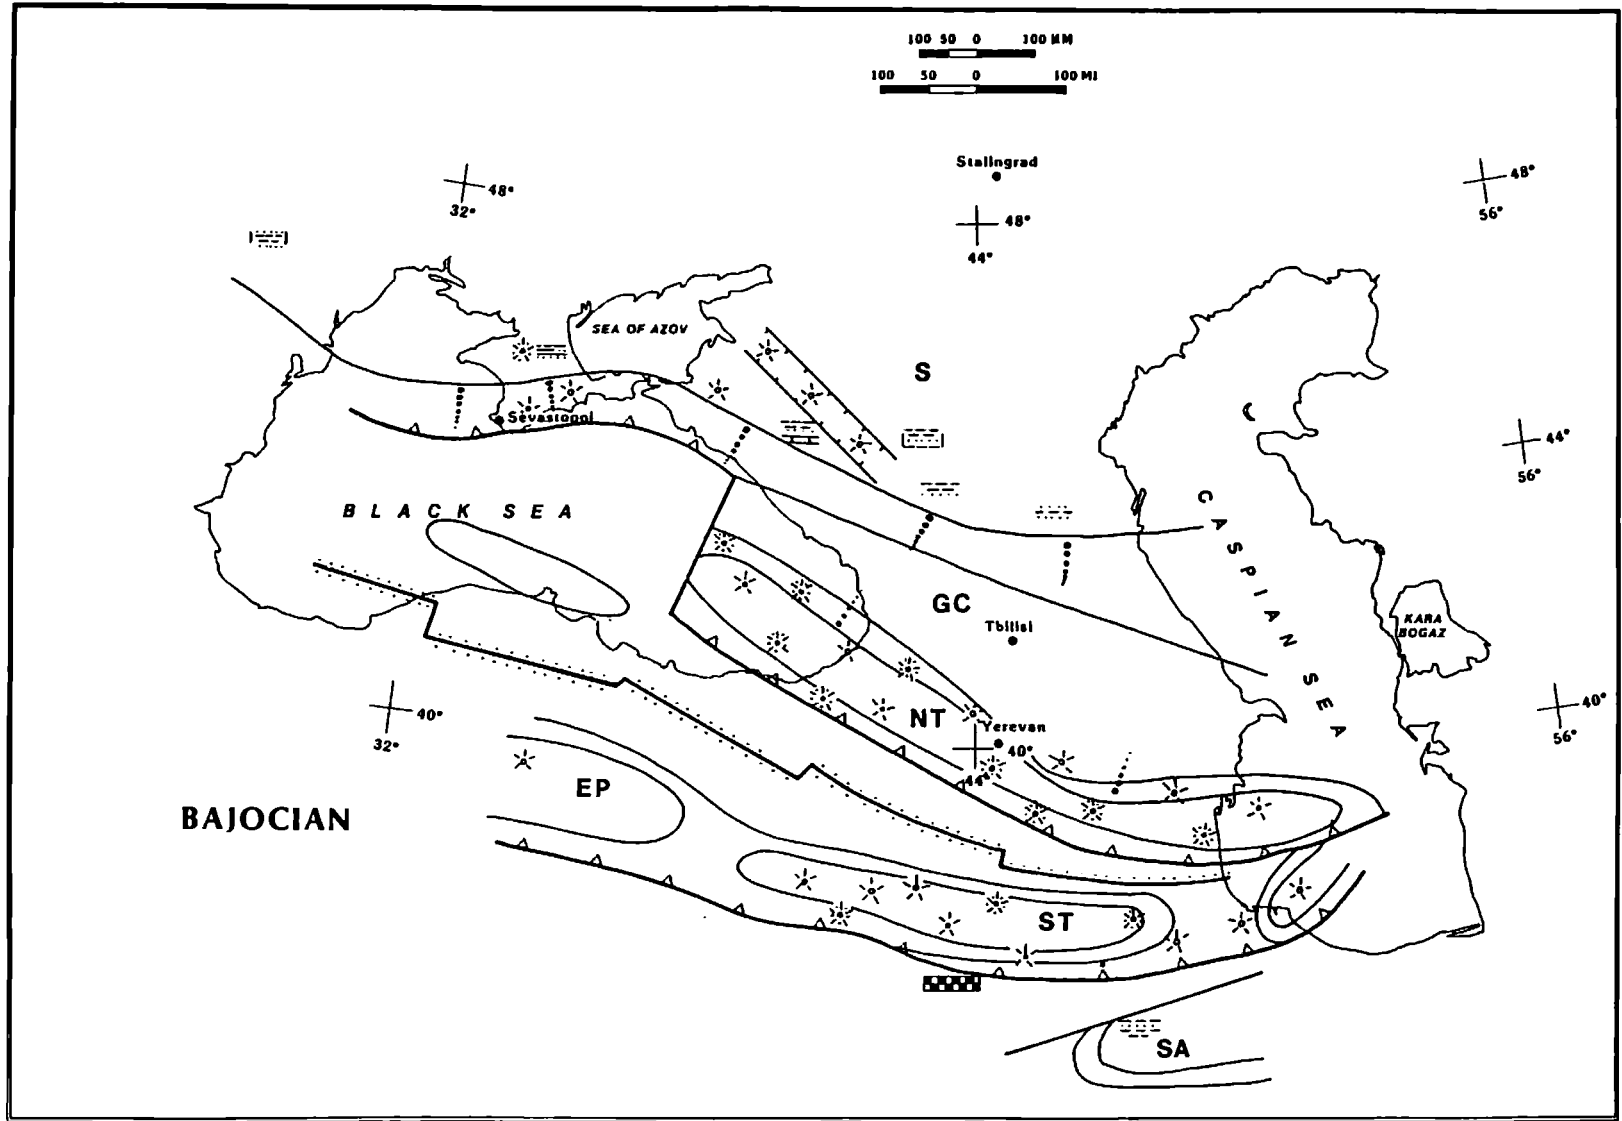 100 50 0 100 KM
100 50 0 100 MI
Stalingrad
48°
32°
48°
44°
48°
56°
SEA OF AZOV
S
Sevastopol
44°
56°
BLACK SEA
CASPIAN SEA
GC
Tbilisi
KARA
BOGAZ
40°
32°
NT
Yerevan
40°
44°
40°
56°
EP
BAJOCIAN
ST
SA